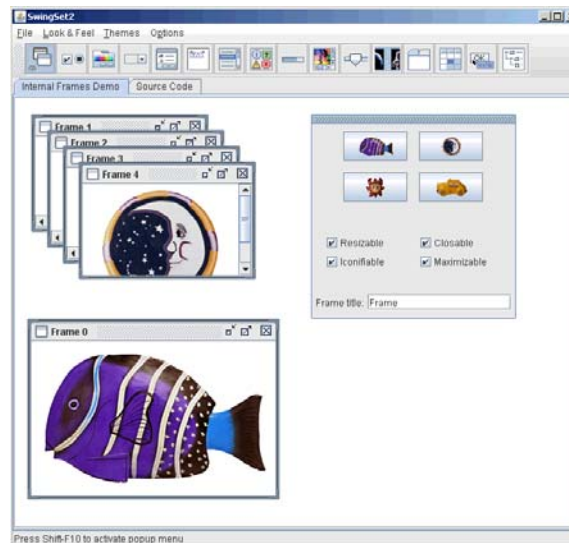 SwingSet2
File Look & Feel Themes Options
Internal Frames Demo Source Code
Frame 1
Frame 2
Frame 3
Frame 4
Resizable Closable
Iconifiable Maximizable
Frame title: Frame
Frame 0
Press Shift-F10 to activate popup menu